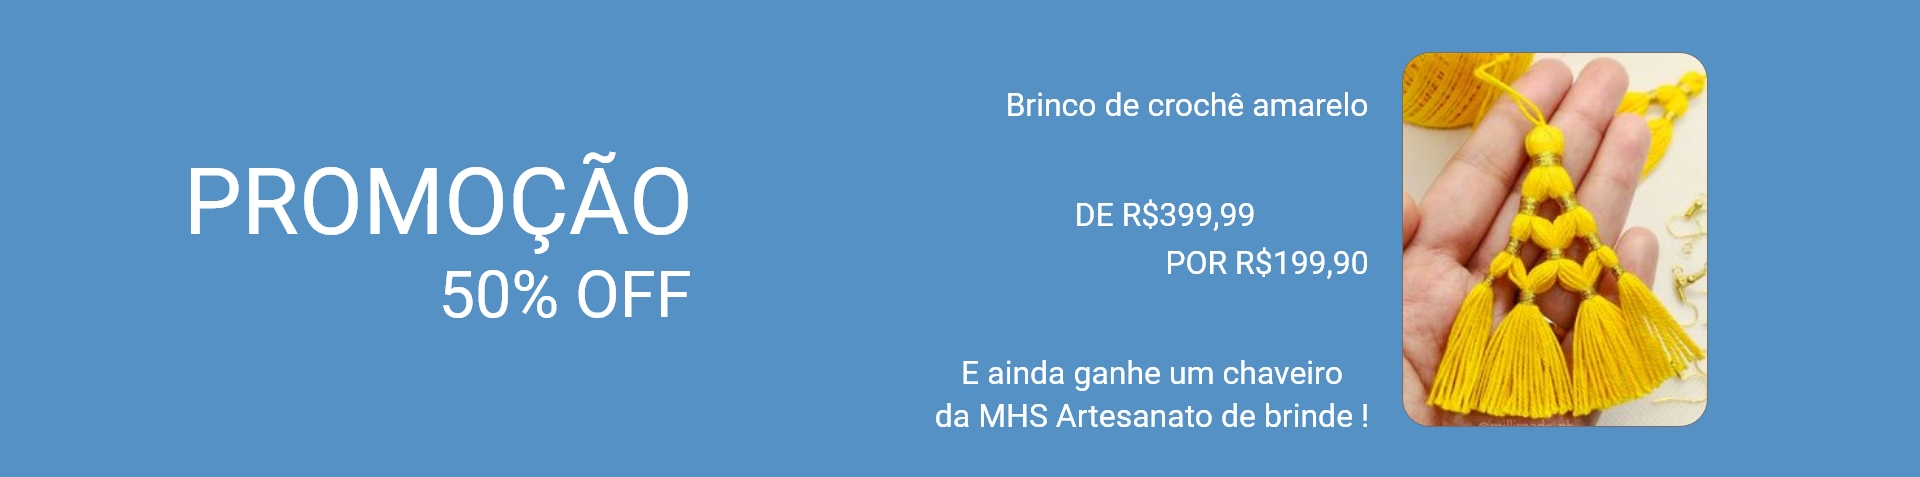 PROMOÇÃO
50% OFF
Brinco de crochê amarelo
DE R$399,99
POR R$199,90
E ainda ganhe um chaveiro
da MHS Artesanato de brinde !